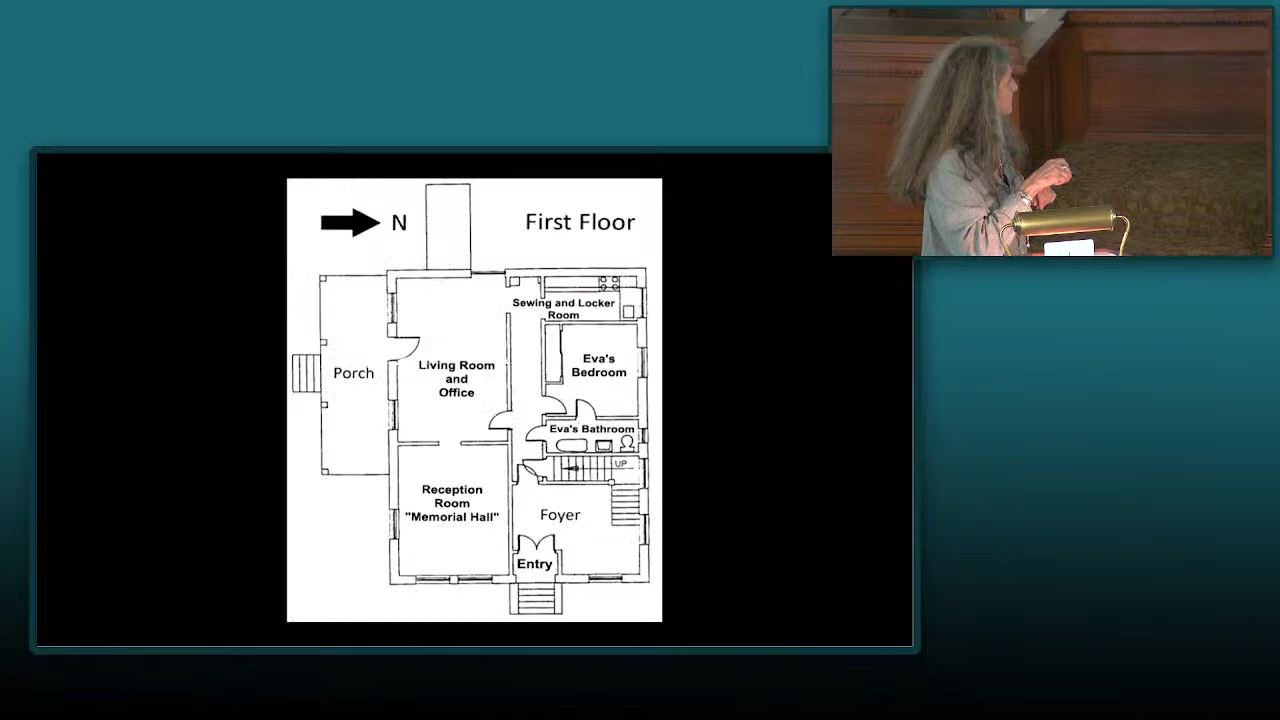 N
First Floor
Sewing and Locker
Room
Eva's
Bedroom
Living Room
and
Office
Porch
Eva's Bathroom
UP
Reception
Room
"Memorial Hall"
Foyer
Entry